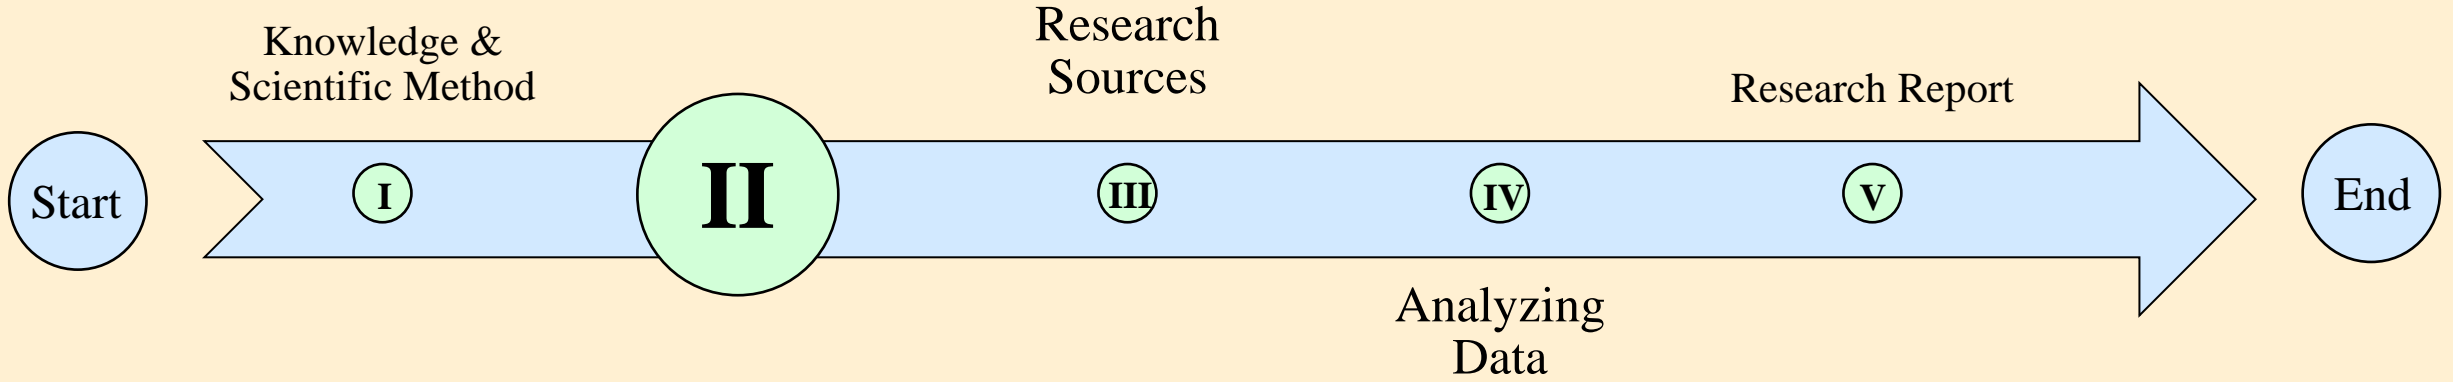 Knowledge &
Scientific Method
Research
Sources
Research Report
Start
I
II
III
IV
V
End
Analyzing
Data